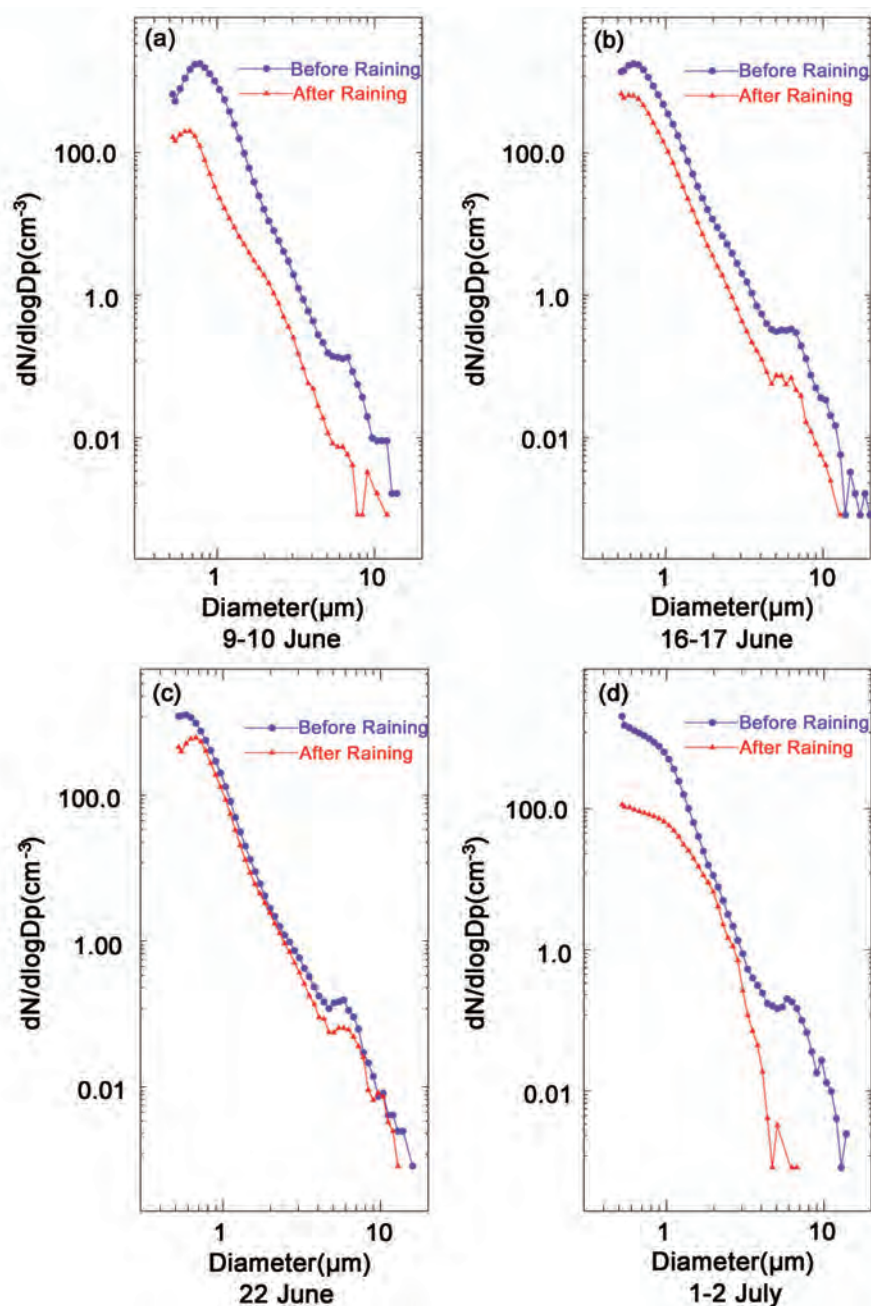 (a)
Before Raining
After Raining
100.0
1.0
0.01
dN/dlogDp(cm⁻³)
1 10
Diameter(µm)
9-10 June
(b)
Before Raining
After Raining
100.0
1.0
0.01
dN/dlogDp(cm⁻³)
1 10
Diameter(µm)
16-17 June
(c)
Before Raining
After Raining
100.0
1.00
0.01
dN/dlogDp(cm⁻³)
1 10
Diameter(µm)
22 June
(d)
Before Raining
After Raining
100.0
1.0
0.01
dN/dlogDp(cm⁻³)
1 10
Diameter(µm)
1-2 July